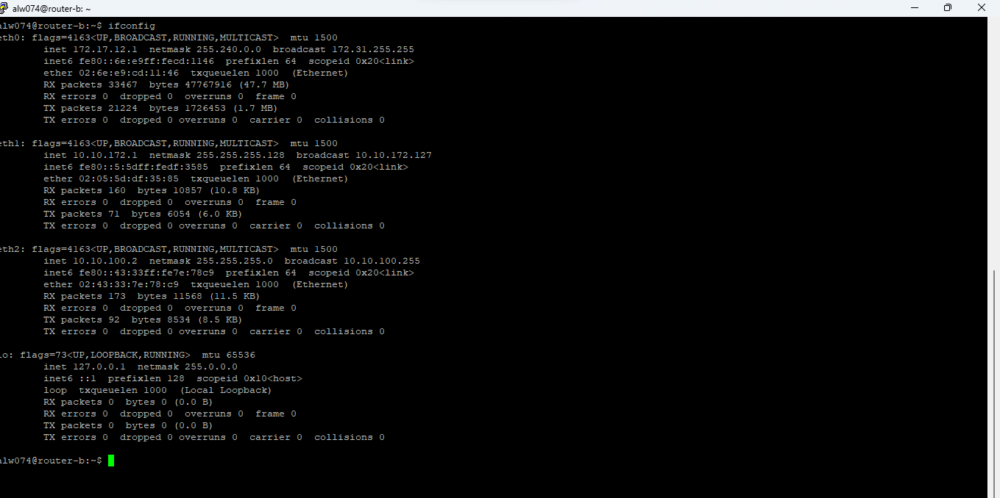 alw074@router-b: ~
alw074@router-b:~$ ifconfig
eth0: flags=4163<UP,BROADCAST,RUNNING,MULTICAST>  mtu 1500
        inet 172.17.12.1  netmask 255.240.0.0  broadcast 172.31.255.255
        inet6 fe80::6e:e9ff:fecd:1146  prefixlen 64  scopeid 0x20<link>
        ether 02:6e:e9:cd:11:46  txqueuelen 1000  (Ethernet)
        RX packets 33467  bytes 47767916 (47.7 MB)
        RX errors 0  dropped 0  overruns 0  frame 0
        TX packets 21224  bytes 1726453 (1.7 MB)
        TX errors 0  dropped 0 overruns 0  carrier 0  collisions 0
eth1: flags=4163<UP,BROADCAST,RUNNING,MULTICAST>  mtu 1500
        inet 10.10.172.1  netmask 255.255.255.128  broadcast 10.10.172.127
        inet6 fe80::5:5dff:fedf:3585  prefixlen 64  scopeid 0x20<link>
        ether 02:05:5d:df:35:85  txqueuelen 1000  (Ethernet)
        RX packets 160  bytes 10857 (10.8 KB)
        RX errors 0  dropped 0  overruns 0  frame 0
        TX packets 71  bytes 6054 (6.0 KB)
        TX errors 0  dropped 0 overruns 0  carrier 0  collisions 0
eth2: flags=4163<UP,BROADCAST,RUNNING,MULTICAST>  mtu 1500
        inet 10.10.100.2  netmask 255.255.255.0  broadcast 10.10.100.255
        inet6 fe80::43:33ff:fe7e:78c9  prefixlen 64  scopeid 0x20<link>
        ether 02:43:33:7e:78:c9  txqueuelen 1000  (Ethernet)
        RX packets 173  bytes 11568 (11.5 KB)
        RX errors 0  dropped 0  overruns 0  frame 0
        TX packets 92  bytes 8534 (8.5 KB)
        TX errors 0  dropped 0 overruns 0  carrier 0  collisions 0
lo: flags=73<UP,LOOPBACK,RUNNING>  mtu 65536
        inet 127.0.0.1  netmask 255.0.0.0
        inet6 ::1  prefixlen 128  scopeid 0x10<host>
        loop  txqueuelen 1000  (Local Loopback)
        RX packets 0  bytes 0 (0.0 B)
        RX errors 0  dropped 0  overruns 0  frame 0
        TX packets 0  bytes 0 (0.0 B)
        TX errors 0  dropped 0 overruns 0  carrier 0  collisions 0
alw074@router-b:~$